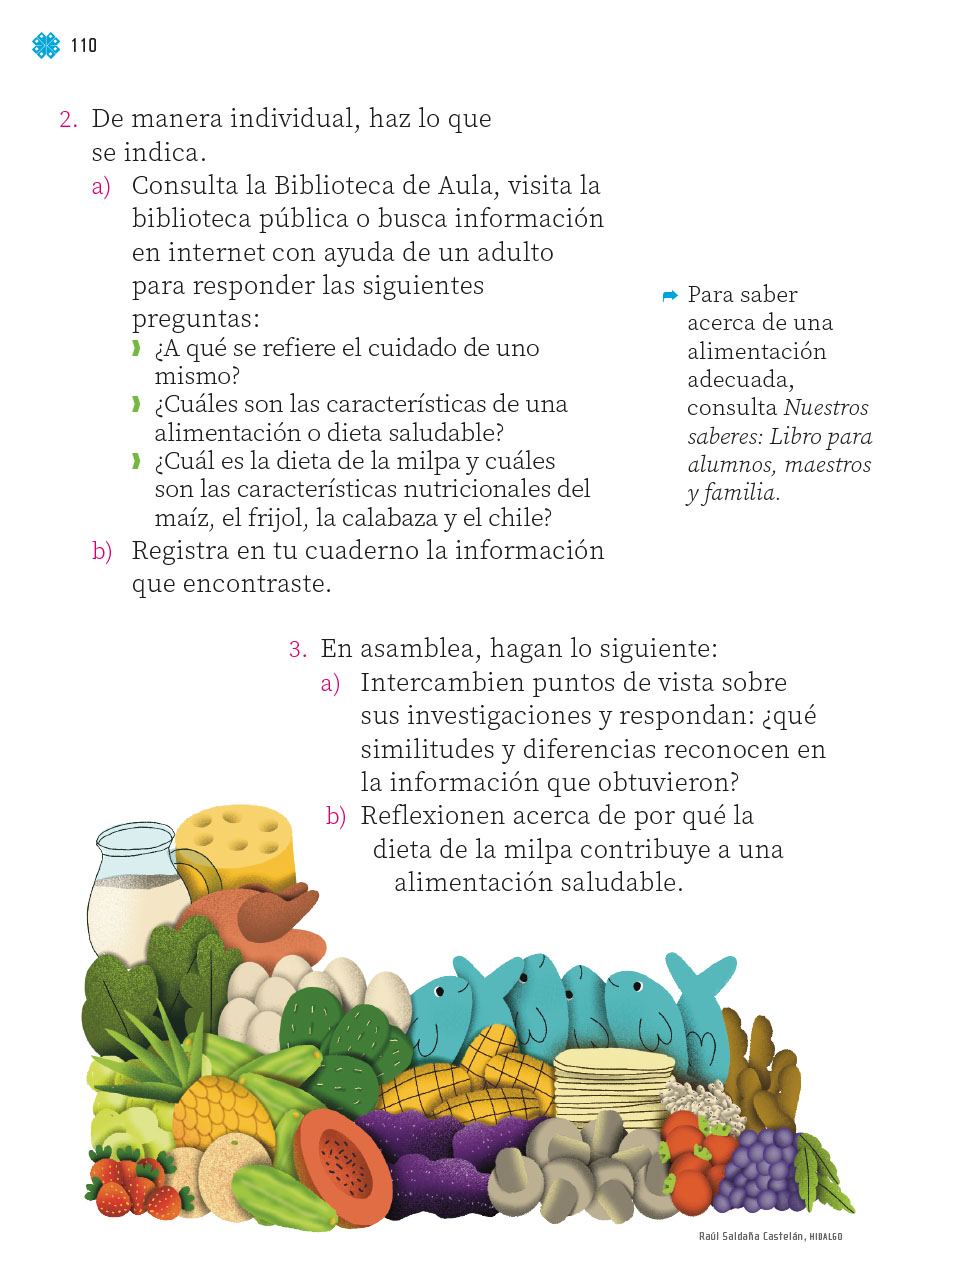 110
2. De manera individual, haz lo que
se indica.
a) Consulta la Biblioteca de Aula, visita la
biblioteca pública o busca información
en internet con ayuda de un adulto
para responder las siguientes
preguntas:
¿A qué se refiere el cuidado de uno
mismo?
¿Cuáles son las características de una
alimentación o dieta saludable?
¿Cuál es la dieta de la milpa y cuáles
son las características nutricionales del
maíz, el frijol, la calabaza y el chile?
b) Registra en tu cuaderno la información
que encontraste.
Para saber
acerca de una
alimentación
adecuada,
consulta Nuestros
saberes: Libro para
alumnos, maestros
y familia.
3. En asamblea, hagan lo siguiente:
a) Intercambien puntos de vista sobre
sus investigaciones y respondan: ¿qué
similitudes y diferencias reconocen en
la información que obtuvieron?
b) Reflexionen acerca de por qué la
dieta de la milpa contribuye a una
alimentación saludable.
Raúl Saldaña Castelán, HIDALGO